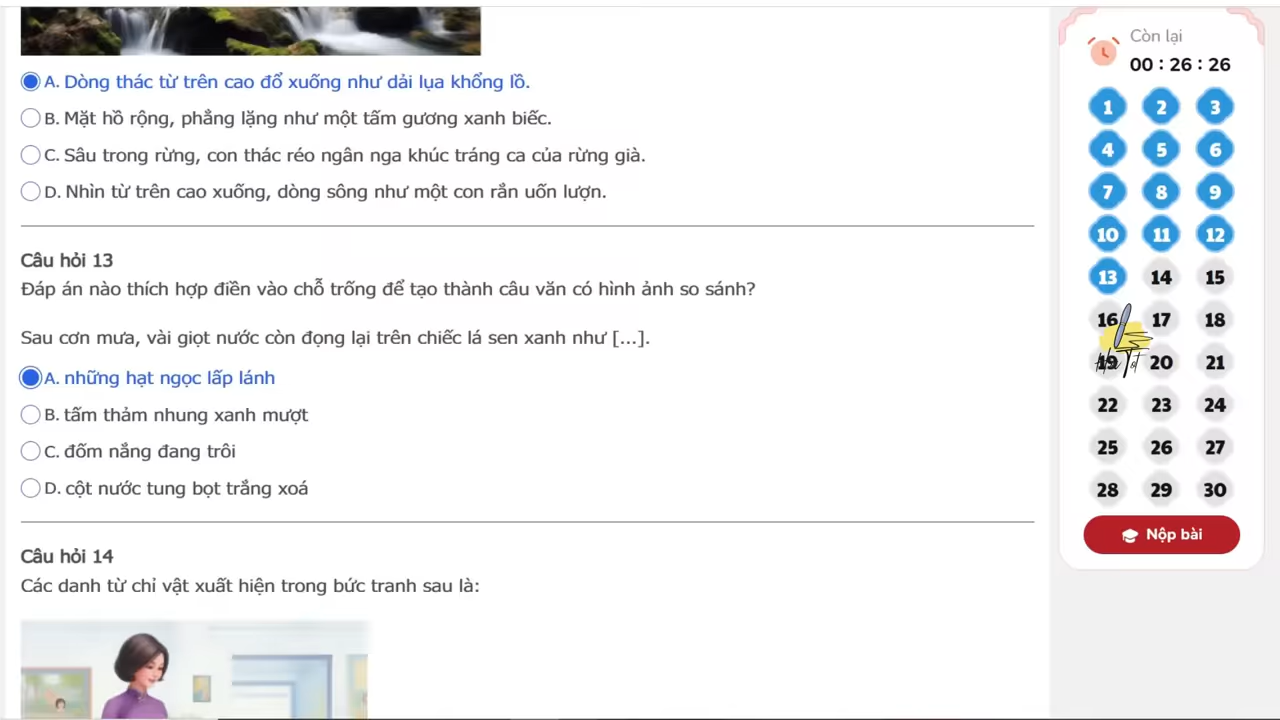 A. Dòng thác từ trên cao đổ xuống như dải lụa khổng lồ.
B. Mặt hồ rộng, phẳng lặng như một tấm gương xanh biếc.
C. Sâu trong rừng, con thác réo ngân nga khúc tráng ca của rừng già.
D. Nhìn từ trên cao xuống, dòng sông như một con rắn uốn lượn.
Câu hỏi 13
Đáp án nào thích hợp điền vào chỗ trống để tạo thành câu văn có hình ảnh so sánh?
Sau cơn mưa, vài giọt nước còn đọng lại trên chiếc lá sen xanh như [...].
A. những hạt ngọc lấp lánh
B. tấm thảm nhung xanh mượt
C. đốm nắng đang trôi
D. cột nước tung bọt trắng xoá
Câu hỏi 14
Các danh từ chỉ vật xuất hiện trong bức tranh sau là:
Còn lại
00 : 26 : 26
1 2 3
4 5 6
7 8 9
10 11 12
13 14 15
16 17 18
19 20 21
22 23 24
25 26 27
28 29 30
Nộp bài